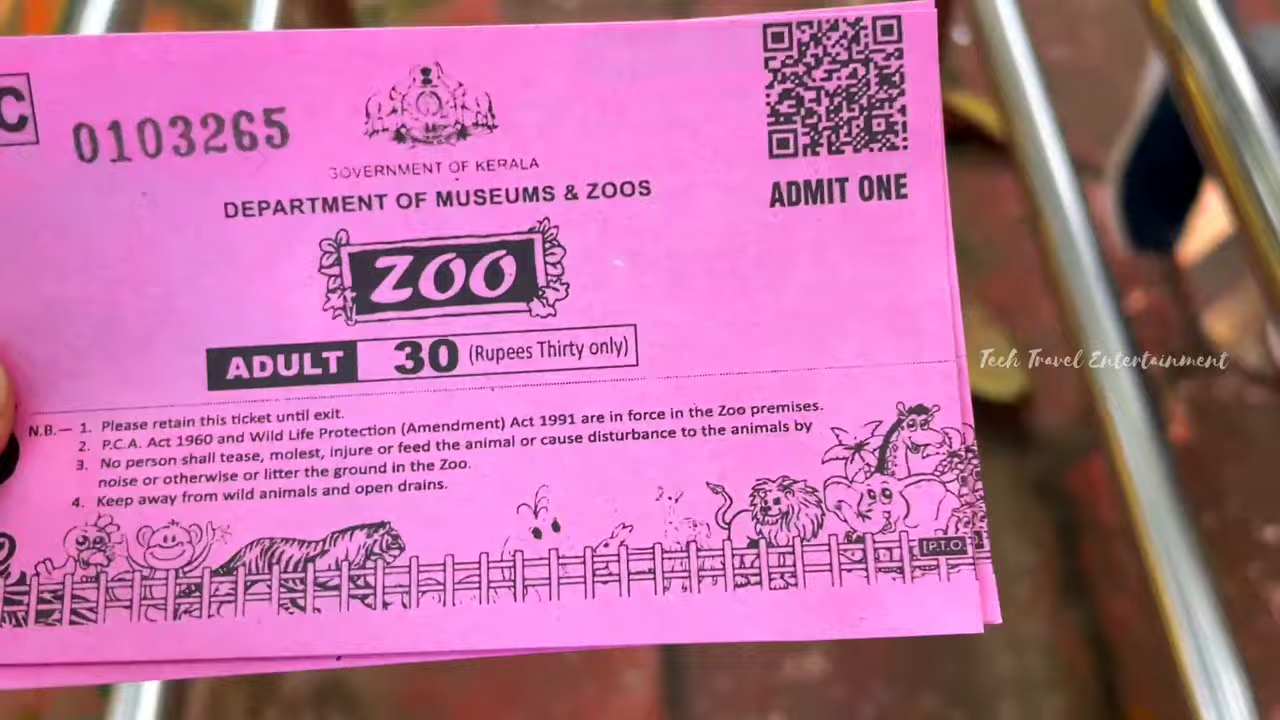 C
0103265
GOVERNMENT OF KERALA
DEPARTMENT OF MUSEUMS & ZOOS
ADMIT ONE
ZOO
ADULT 30 (Rupees Thirty only)
N.B.— 1. Please retain this ticket until exit.
2. P.C.A. Act 1960 and Wild Life Protection (Amendment) Act 1991 are in force in the Zoo premises.
3. No person shall tease, molest, injure or feed the animal or cause disturbance to the animals by
noise or otherwise or litter the ground in the Zoo.
4. Keep away from wild animals and open drains.
[P.T.O.
Tech Travel Entertainment